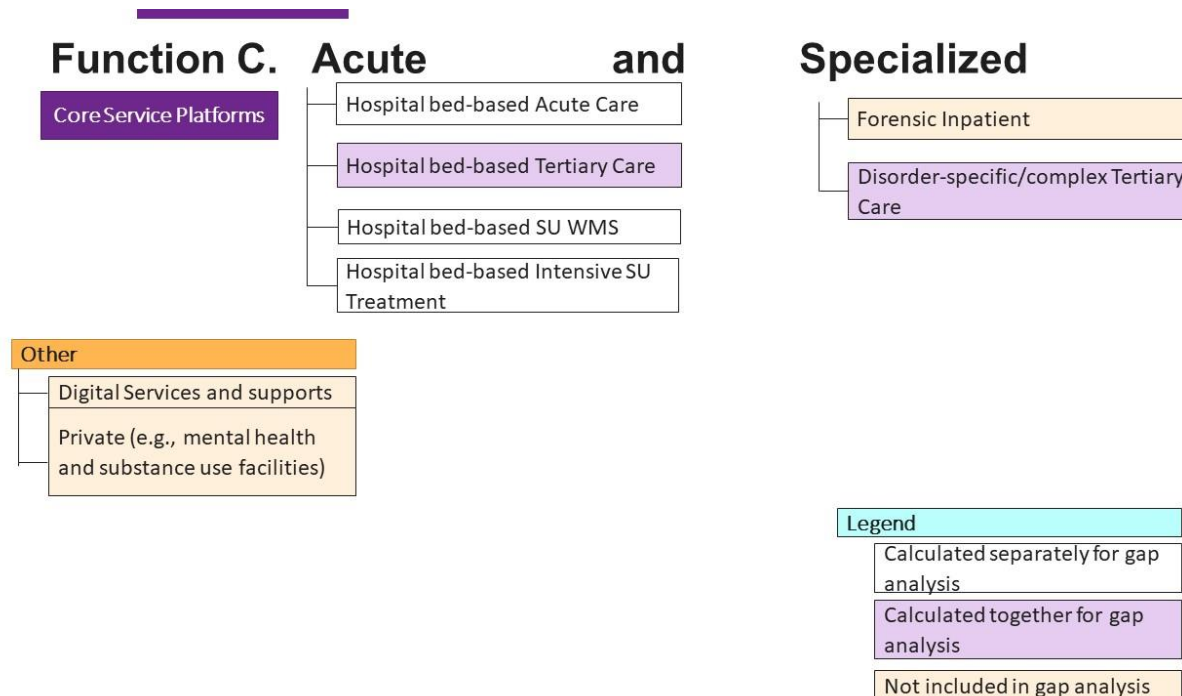 Function C. Acute and Specialized
Core Service Platforms
Hospital bed-based Acute Care
Hospital bed-based Tertiary Care
Hospital bed-based SU WMS
Hospital bed-based Intensive SU
Treatment
Forensic Inpatient
Disorder-specific/complex Tertiary
Care
Other
Digital Services and supports
Private (e.g., mental health
and substance use facilities)
Legend
Calculated separately for gap
analysis
Calculated together for gap
analysis
Not included in gap analysis